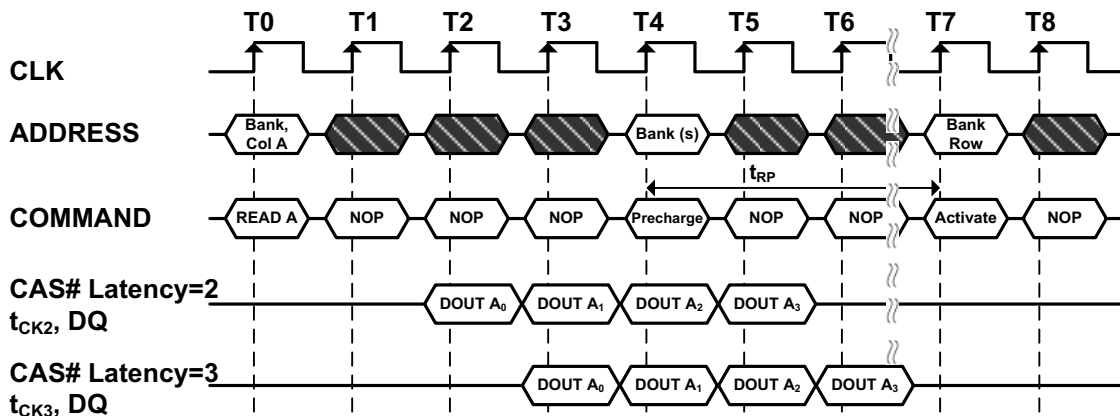 T0 T1 T2 T3 T4 T5 T6 T7 T8
CLK
ADDRESS
Bank, Col A
Bank (s)
Bank Row
tRP
COMMAND
READ A NOP NOP NOP Precharge NOP NOP Activate NOP
CAS# Latency=2
tCK2, DQ
DOUT A0 DOUT A1 DOUT A2 DOUT A3
CAS# Latency=3
tCK3, DQ
DOUT A0 DOUT A1 DOUT A2 DOUT A3